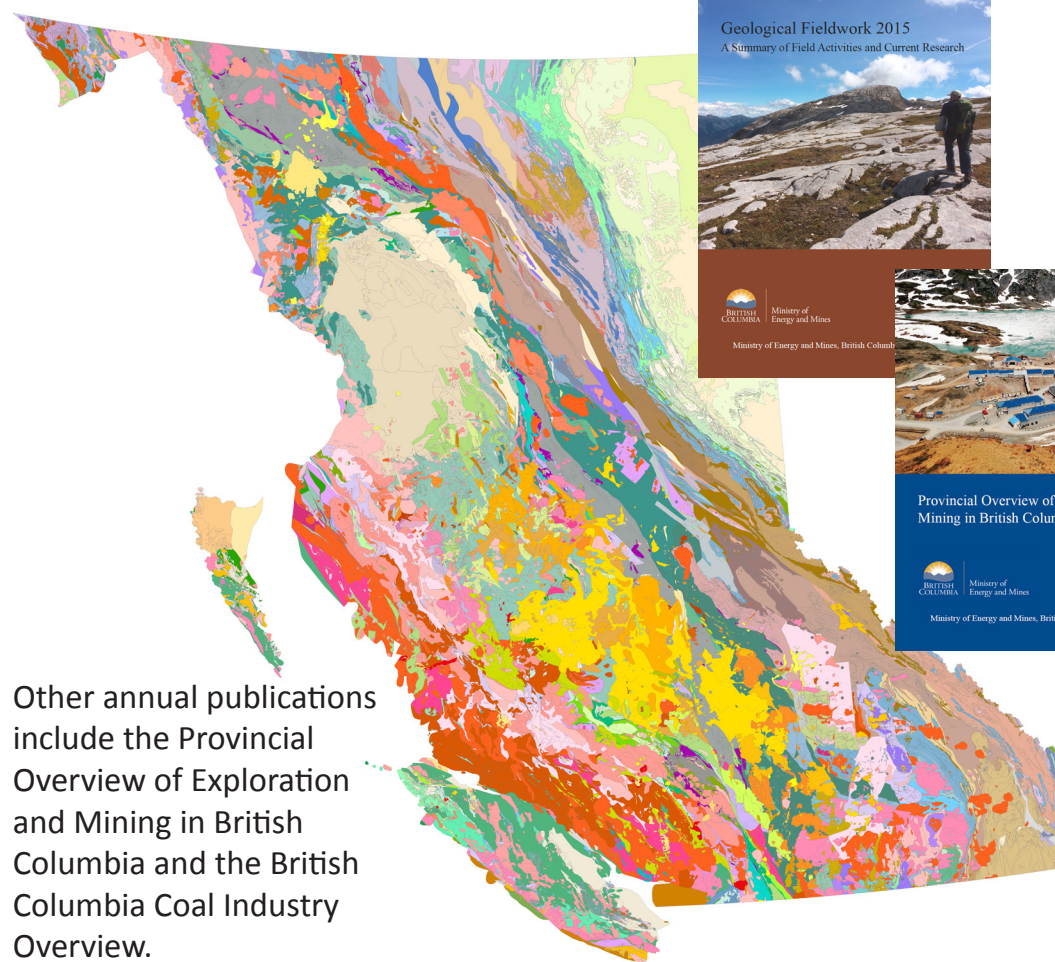 Geological Fieldwork 2015
A Summary of Field Activities and Current Research
BRITISH
COLUMBIA
Ministry of
Energy and Mines
Ministry of Energy and Mines, British Columb
Provincial Overview of
Mining in British Colu
BRITISH
COLUMBIA
Ministry of
Energy and Mines
Ministry of Energy and Mines, Briti
Other annual publications
include the Provincial
Overview of Exploration
and Mining in British
Columbia and the British
Columbia Coal Industry
Overview.